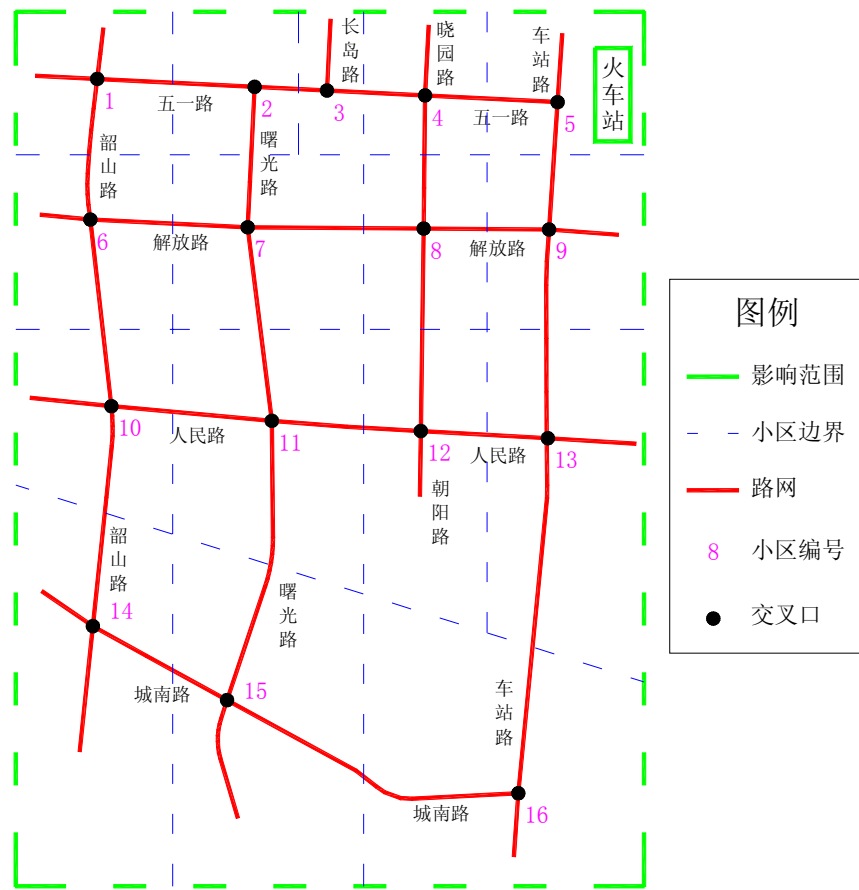 长岛路
晓园路
车站路
火车站
1
五一路
2
3
4
五一路
5
韶山路
曙光路
6
解放路
7
8
解放路
9
图例
影响范围
小区边界
路网
8 小区编号
交叉口
10
人民路
11
12
人民路
13
朝阳路
韶山路
14
曙光路
城南路
15
车站路
城南路
16